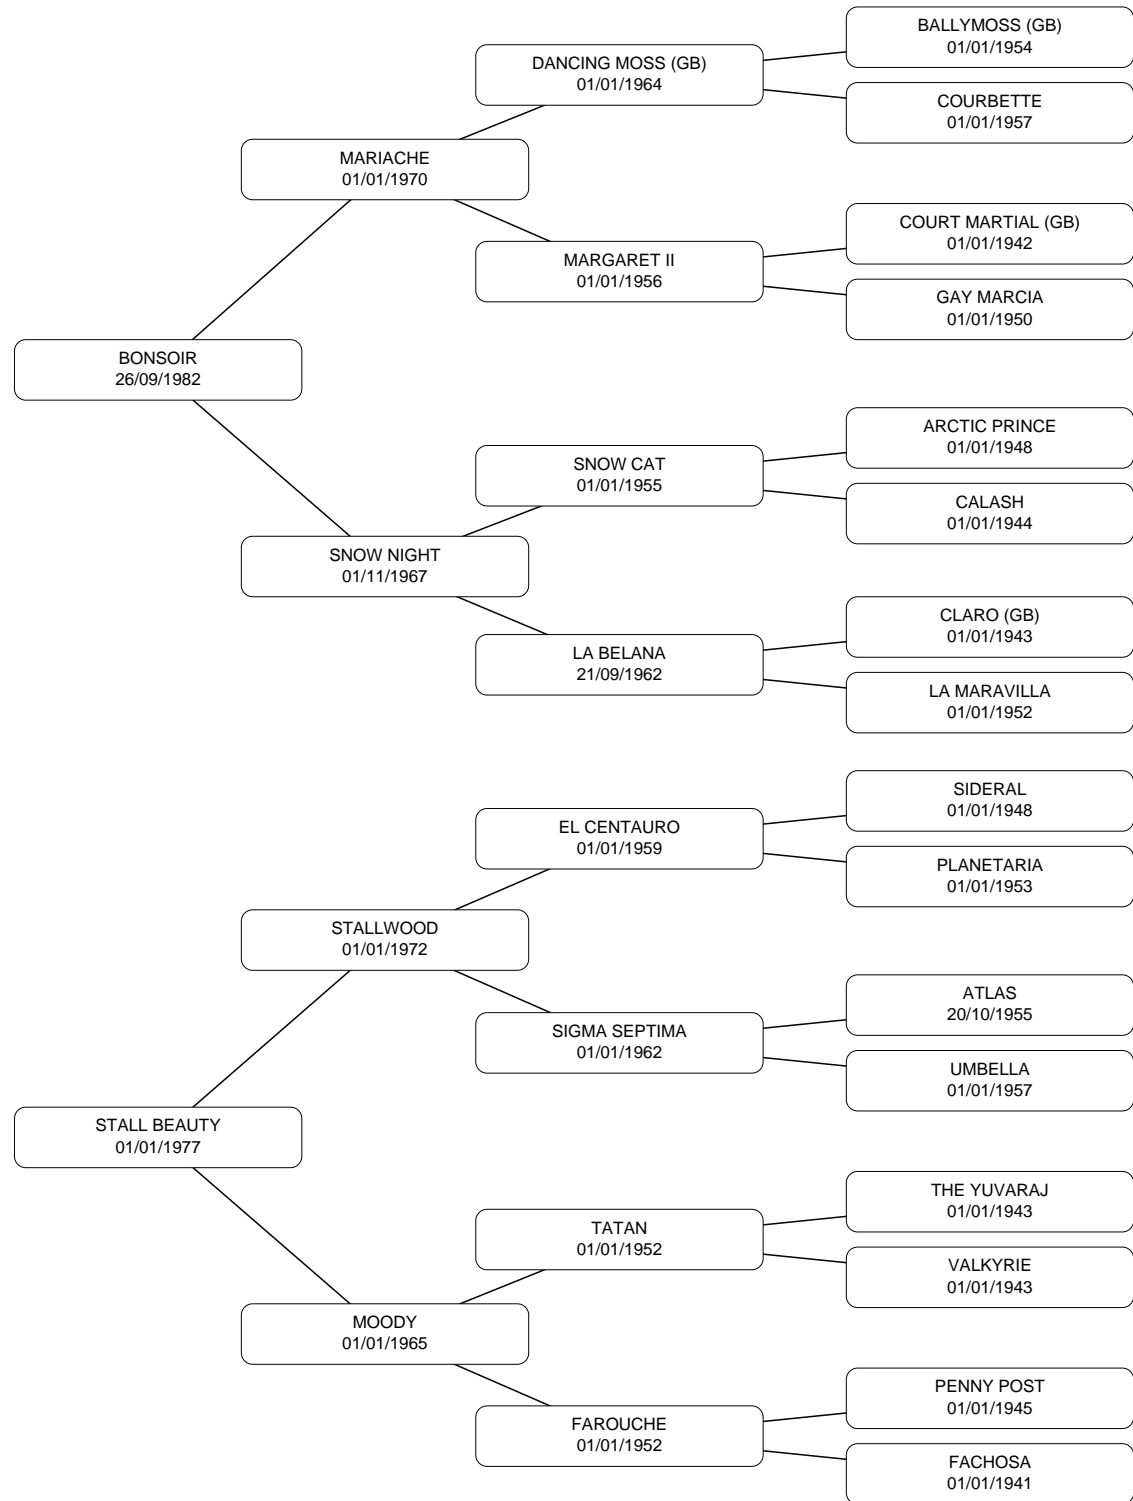 BALLYMOSS (GB)
01/01/1954
DANCING MOSS (GB)
01/01/1964
COURBETTE
01/01/1957
MARIACHE
01/01/1970
COURT MARTIAL (GB)
01/01/1942
MARGARET II
01/01/1956
GAY MARCIA
01/01/1950
BONSOIR
26/09/1982
ARCTIC PRINCE
01/01/1948
SNOW CAT
01/01/1955
CALASH
01/01/1944
SNOW NIGHT
01/11/1967
CLARO (GB)
01/01/1943
LA BELANA
21/09/1962
LA MARAVILLA
01/01/1952
SIDERAL
01/01/1948
EL CENTAURO
01/01/1959
PLANETARIA
01/01/1953
STALLWOOD
01/01/1972
ATLAS
20/10/1955
SIGMA SEPTIMA
01/01/1962
UMBELLA
01/01/1957
STALL BEAUTY
01/01/1977
THE YUVARAJ
01/01/1943
TATAN
01/01/1952
VALKYRIE
01/01/1943
MOODY
01/01/1965
PENNY POST
01/01/1945
FAROUCHE
01/01/1952
FACHOSA
01/01/1941